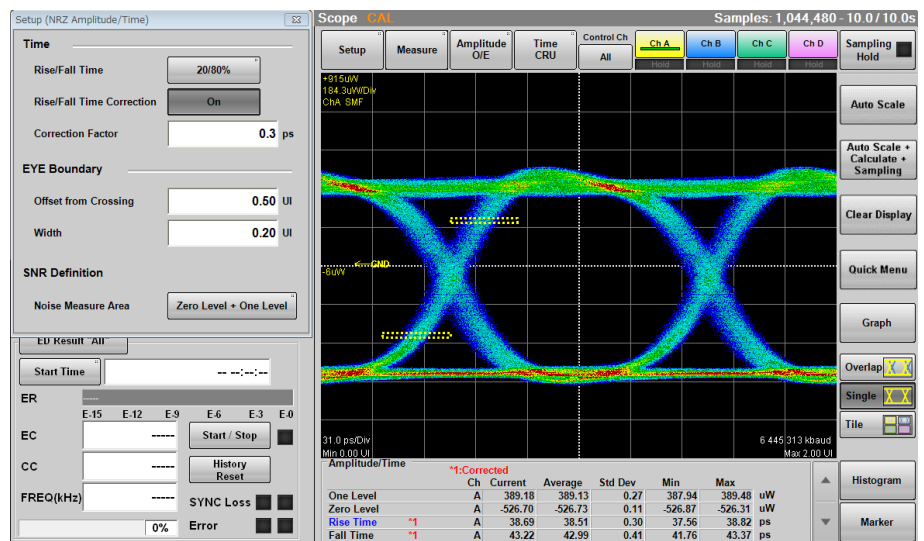 Setup (NRZ Amplitude/Time)
Time
Rise/Fall Time 20/80%
Rise/Fall Time Correction On
Correction Factor 0.3 ps
EYE Boundary
Offset from Crossing 0.50 UI
Width 0.20 UI
SNR Definition
Noise Measure Area Zero Level + One Level
ED Result "All"
Start Time -- --:--:--
ER -----
E-15 E-12 E-9 E-6 E-3 E-0
EC ----- Start / Stop
CC ----- History Reset
FREQ(kHz) ----- SYNC Loss
0% Error
Scope CAL Samples: 1,044,480 - 10.0 / 10.0s
Setup Measure Amplitude O/E Time CRU Control Ch All Ch A Ch B Ch C Ch D Sampling Hold
Hold Hold Hold Hold
+915uW
184.3uW/Div
ChA SMF
GND
-6uW
31.0 ps/Div 6 445 313 kbaud
Min 0.00 UI Max 2.00 UI
Auto Scale
Auto Scale +
Calculate +
Sampling
Clear Display
Quick Menu
Graph
Overlap
Single
Tile
Histogram
Marker
Amplitude/Time
*1:Corrected
Ch Current Average Std Dev Min Max
One Level A 389.18 389.13 0.27 387.94 389.48 uW
Zero Level A -526.70 -526.73 0.11 -526.87 -526.31 uW
Rise Time *1 A 38.69 38.51 0.30 37.56 38.82 ps
Fall Time *1 A 43.22 42.99 0.41 41.76 43.37 ps